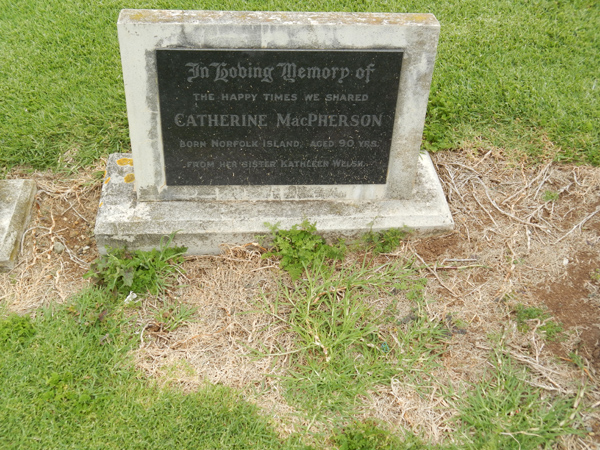 In Loving Memory of
THE HAPPY TIMES WE SHARED
CATHERINE MACPHERSON
BORN NORFOLK ISLAND, AGED 90 YRS.
FROM HER SISTER KATHLEEN WELSH.